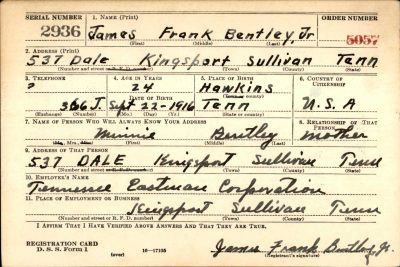 SERIAL NUMBER 1. NAME (Print) ORDER NUMBER
2936 James Frank Bentley, Jr 5057
(First) (Middle) (Last)
2. ADDRESS (Print)
537 Dale Kingsport Sullivan Tenn
(Number and street or R. F. D. number) (Town) (County) (State)
3. TELEPHONE 4. AGE IN YEARS 5. PLACE OF BIRTH 6. COUNTRY OF CITIZENSHIP
? 24 Hawkins
DATE OF BIRTH (Town or county)
366 J. Sept 22-1916 Tenn U.S.A
(Exchange) (Number) (Mo.) (Day) (Yr.) (State or country)
7. NAME OF PERSON WHO WILL ALWAYS KNOW YOUR ADDRESS 8. RELATIONSHIP OF THAT PERSON
Minnie Bentley mother
(Mr., Mrs., Miss) (First) (Middle) (Last)
9. ADDRESS OF THAT PERSON
537 DALE Kingsport Sullivan Tenn
(Number and street or R. F. D. number) (Town) (County) (State)
10. EMPLOYER'S NAME
Tennessee Eastman Corporation
11. PLACE OF EMPLOYMENT OR BUSINESS
Kingsport Sullivan Tenn
(Number and street or R. F. D. number) (Town) (County) (State)
I AFFIRM THAT I HAVE VERIFIED ABOVE ANSWERS AND THAT THEY ARE TRUE.
REGISTRATION CARD
D. S. S. Form 1 (over) 16—17105 James Frank Bentley Jr.
(Registrant's signature)